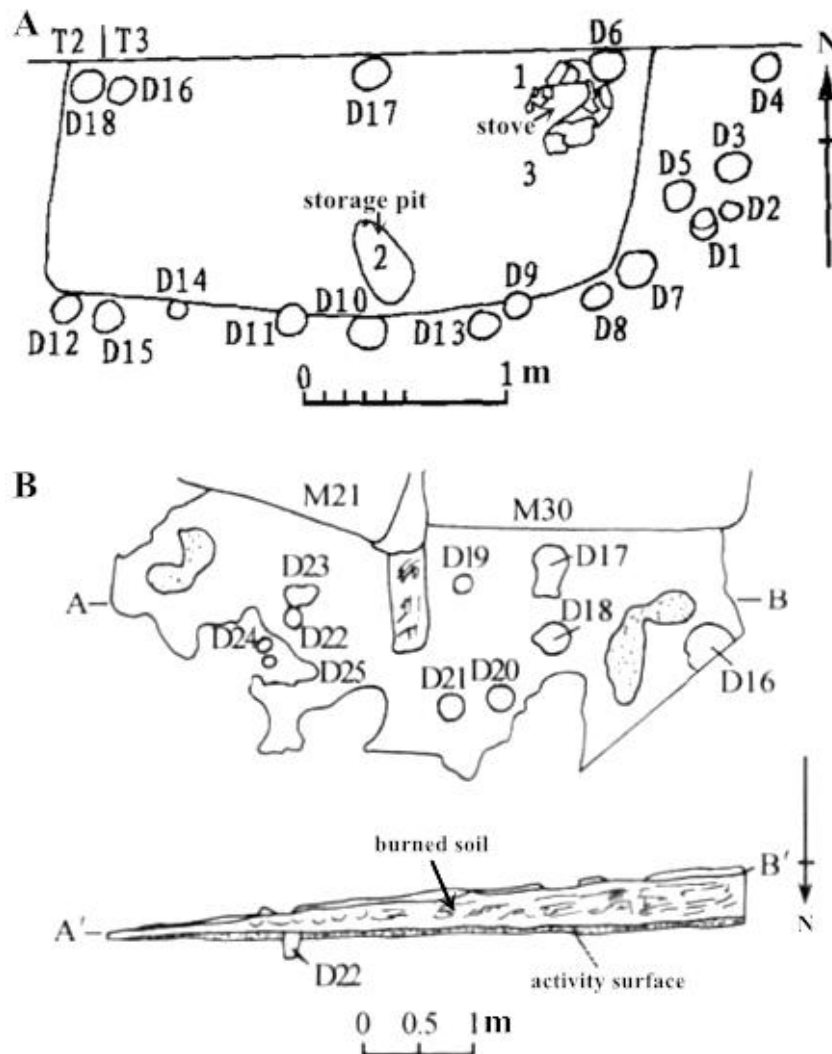 A
T2 | T3
D6
N
D18
D16
D17
1
stove
3
D4
D3
D5
D2
D1
storage pit
2
D14
D10
D9
D12
D15
D11
D13
D8
D7
0 1 m
B
M21
M30
D23
D19
D17
A
B
D22
D18
D24
D25
D21
D20
D16
burned soil
B'
A'
N
D22
activity surface
0 0.5 1 m